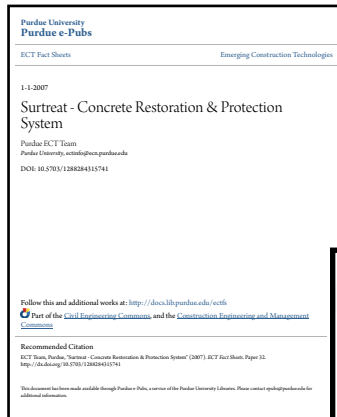 Purdue University
Purdue e-Pubs
ECT Fact Sheets Emerging Construction Technologies
1-1-2007
Surtreat - Concrete Restoration & Protection
System
Purdue ECT Team
Purdue University, ectinfo@ecn.purdue.edu
DOI: 10.5703/1288284315741
Follow this and additional works at: http://docs.lib.purdue.edu/ectfs
Part of the Civil Engineering Commons, and the Construction Engineering and Management
Commons
Recommended Citation
ECT Team, Purdue, "Surtreat - Concrete Restoration & Protection System" (2007). ECT Fact Sheets. Paper 32.
http://dx.doi.org/10.5703/1288284315741
This document has been made available through Purdue e-Pubs, a service of the Purdue University Libraries. Please contact epubs@purdue.edu for
additional information.